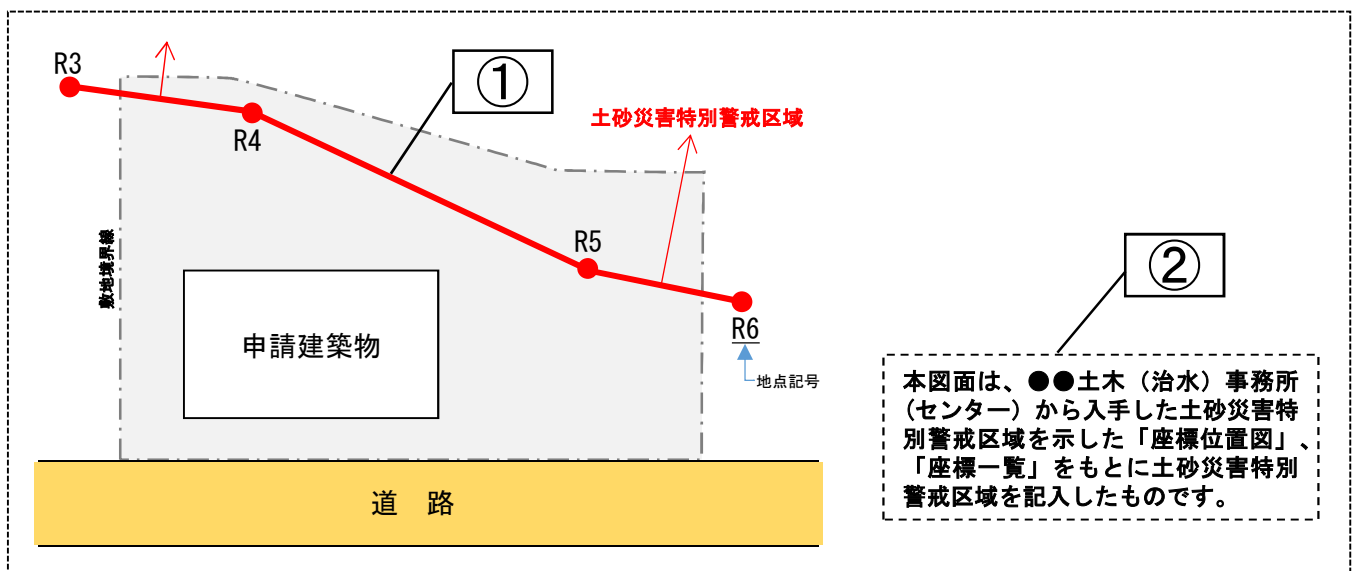 R3
①
土砂災害特別警戒区域
R4
敷地境界線
R5
②
R6
申請建築物
地点記号
本図面は、●●土木（治水）事務所
（センター）から入手した土砂災害特
別警戒区域を示した「座標位置図」、
「座標一覧」をもとに土砂災害特別
警戒区域を記入したものです。
道　路